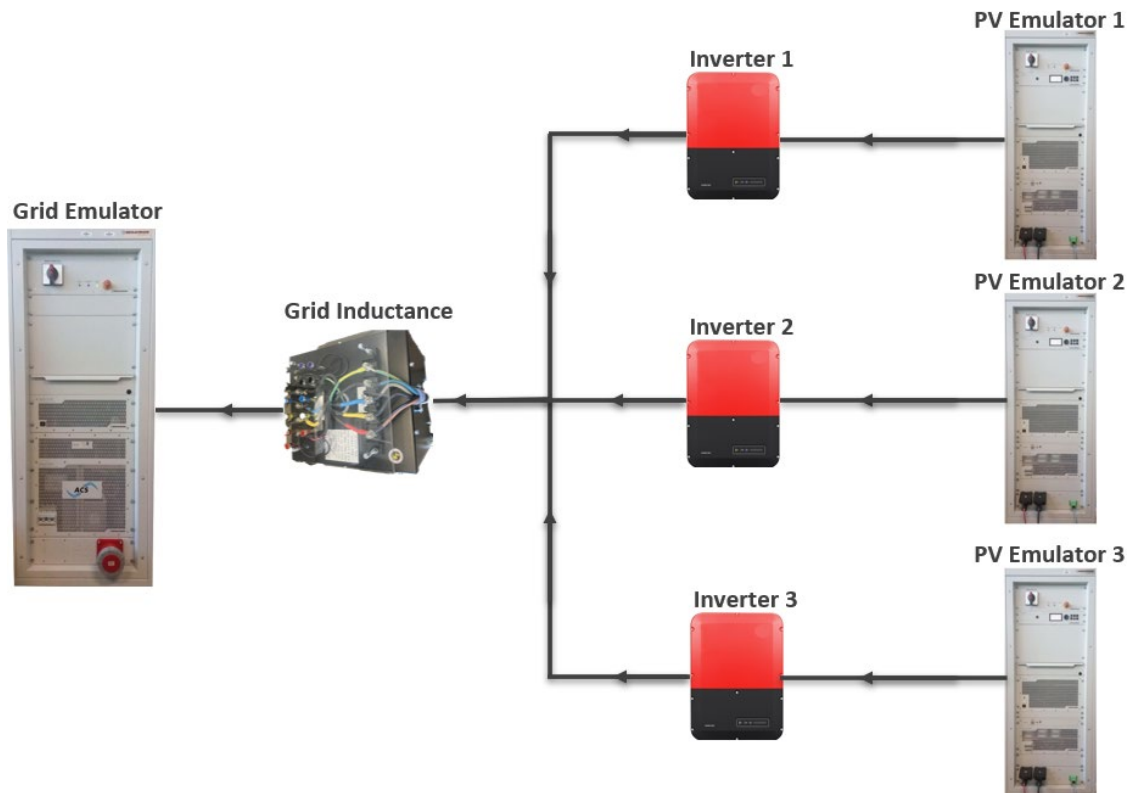 PV Emulator 1
Inverter 1
Grid Emulator
PV Emulator 2
Grid Inductance
Inverter 2
ACS
PV Emulator 3
Inverter 3